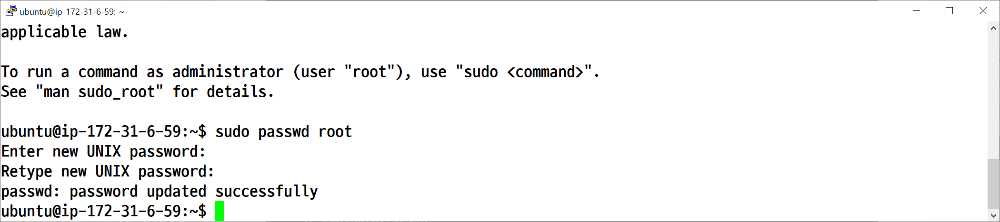 ubuntu@ip-172-31-6-59: ~
applicable law.
To run a command as administrator (user "root"), use "sudo <command>".
See "man sudo_root" for details.
ubuntu@ip-172-31-6-59:~$ sudo passwd root
Enter new UNIX password:
Retype new UNIX password:
passwd: password updated successfully
ubuntu@ip-172-31-6-59:~$